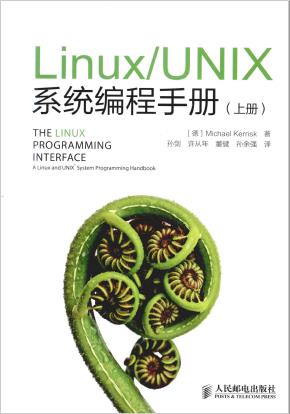 Linux/UNIX
系统编程手册（上册）
THE LINUX
PROGRAMMING
INTERFACE
A Linux and UNIX® System Programming Handbook
［德］Michael Kerrisk 著
孙剑 许从年 董健 孙余强 译
人民邮电出版社
POSTS & TELECOM PRESS